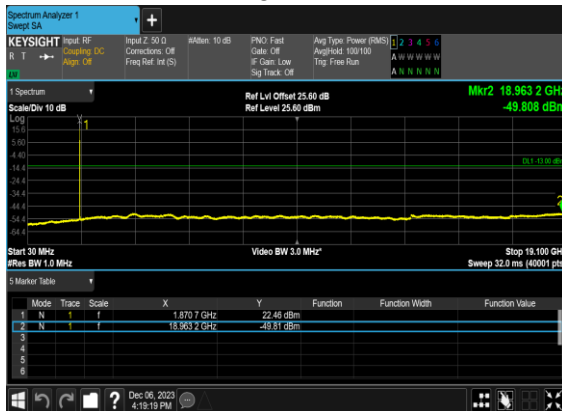 Spectrum Analyzer 1
Swept SA
+
KEYSIGHT Input: RF Input Z: 50 Ω #Atten: 10 dB PNO: Fast Avg Type: Power (RMS) 1 2 3 4 5 6
R T Coupling: DC Corrections: Off Gate: Off Avg|Hold: 100/100 A W W W W W
Align: Off Freq Ref: Int (S) IF Gain: Low Trig: Free Run
Sig Track: Off A N N N N N
1 Spectrum
Ref Lvl Offset 25.60 dB Mkr2 18.963 2 GHz
Scale/Div 10 dB Ref Level 25.60 dBm -49.808 dBm
Log
1
15.6
5.60
-4.40
DL1 -13.00 dBm
-14.4
-24.4
-34.4
-44.4
-54.4
-64.4
Start 30 MHz Video BW 3.0 MHz* Stop 19.100 GHz
#Res BW 1.0 MHz Sweep 32.0 ms (40001 pts)
5 Marker Table
Mode Trace Scale X Y Function Function Width Function Value
1 N 1 f 1.870 7 GHz 22.46 dBm
2 N 1 f 18.963 2 GHz -49.81 dBm
3
4
5
6
? Dec 06, 2023
4:19:19 PM